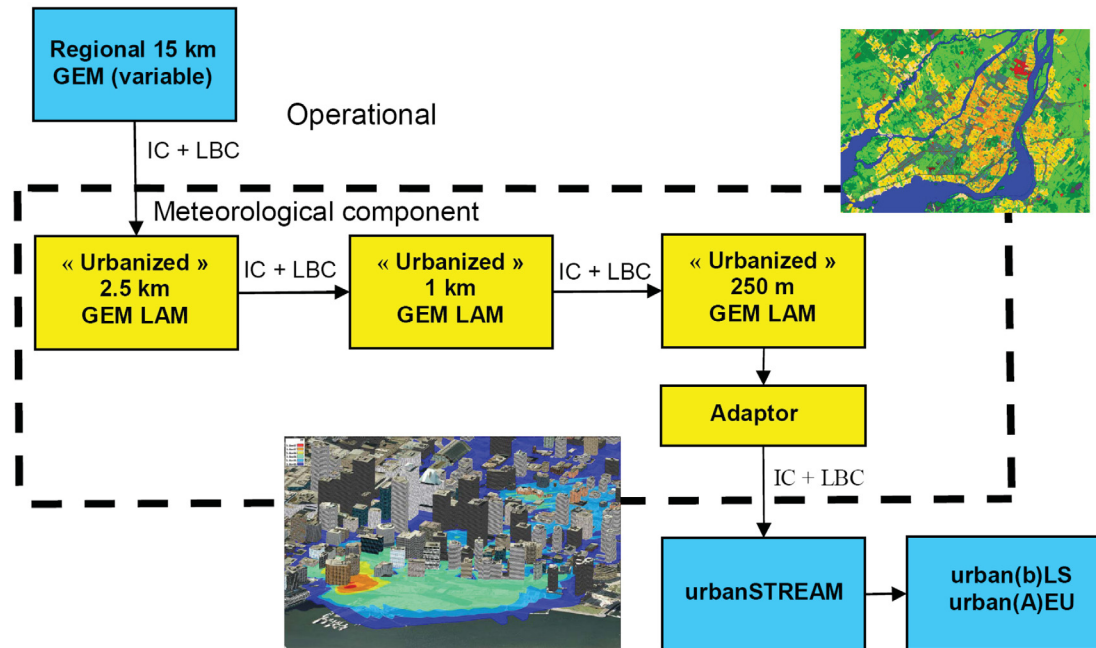 Regional 15 km
GEM (variable)
Operational
IC + LBC
Meteorological component
« Urbanized »
2.5 km
GEM LAM
IC + LBC
« Urbanized »
1 km
GEM LAM
IC + LBC
« Urbanized »
250 m
GEM LAM
Adaptor
IC + LBC
urbanSTREAM
urban(b)LS
urban(A)EU